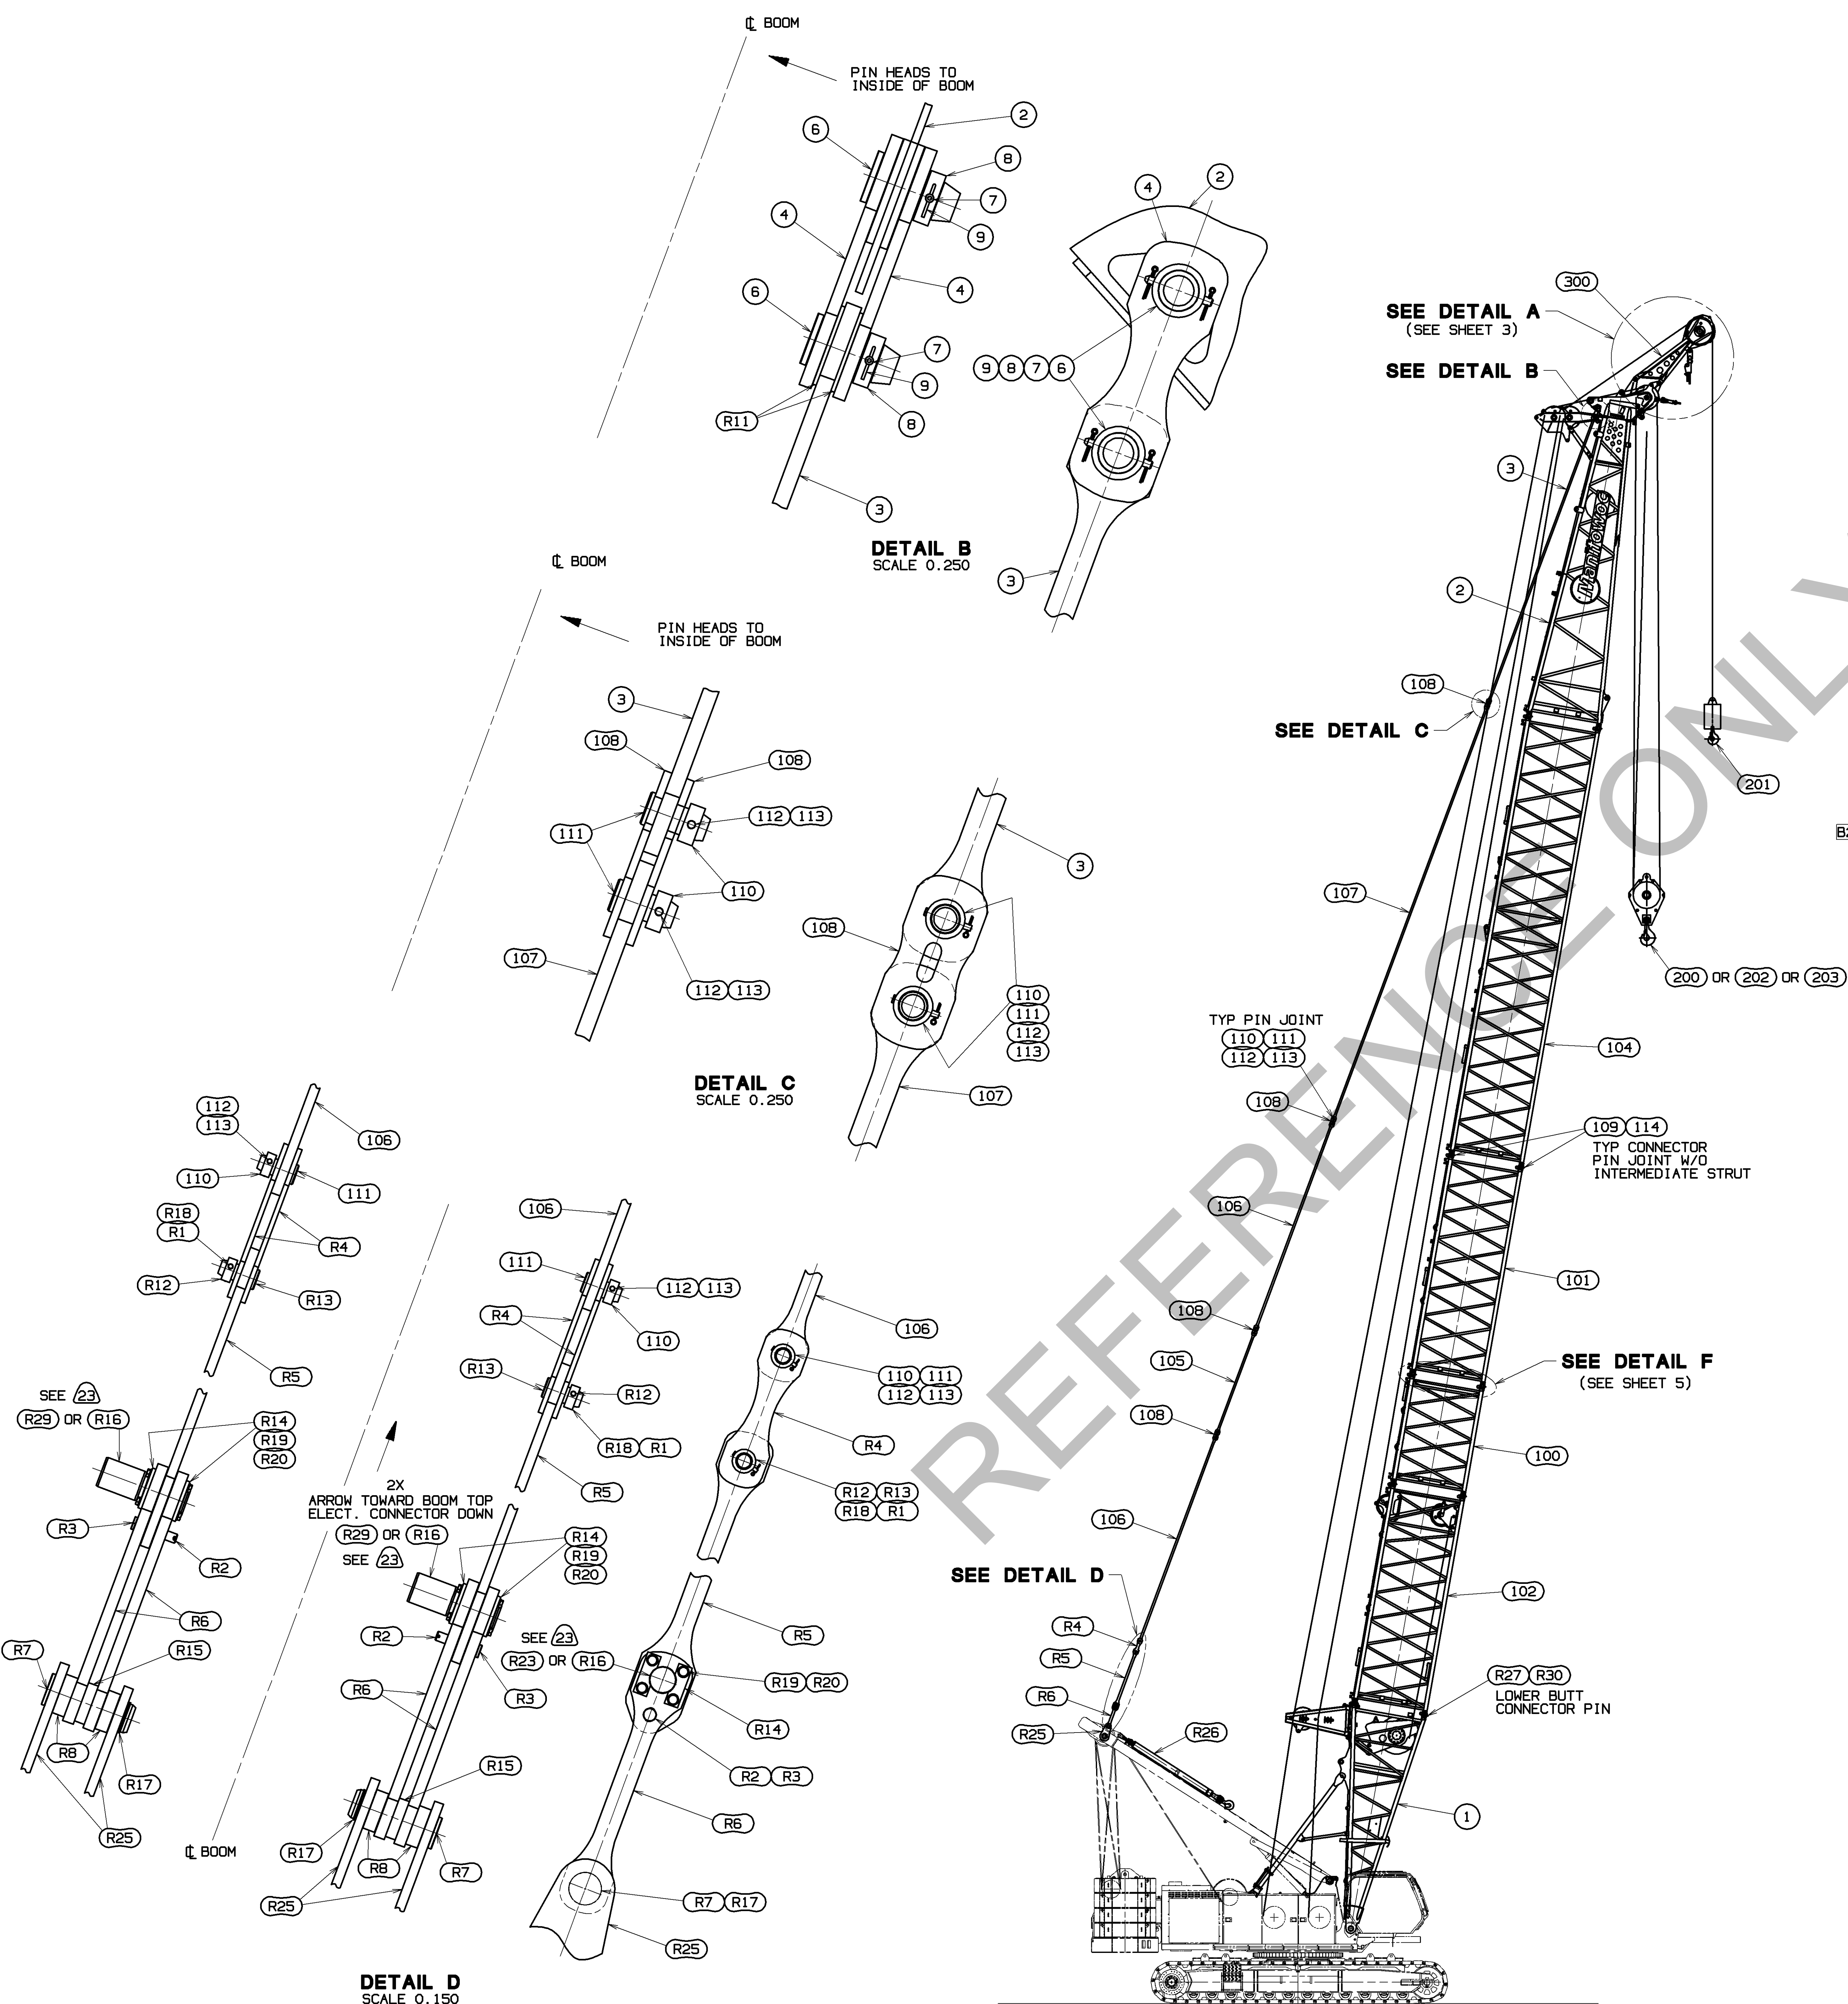 ℄ BOOM
PIN HEADS TO
INSIDE OF BOOM
2
6
8
7
4
9
4
6
7
9
8
R11
3
2
4
9 8 7 6
3
DETAIL B
SCALE 0.250
℄ BOOM
PIN HEADS TO
INSIDE OF BOOM
3
108
108
112 113
111
110
107
112 113
3
108
110
111
112
113
107
DETAIL C
SCALE 0.250
300
SEE DETAIL A
(SEE SHEET 3)
SEE DETAIL B
3
Manitowoc
2
108
SEE DETAIL C
201
107
200 OR 202 OR 203
TYP PIN JOINT
110 111
112 113
104
108
109 114
TYP CONNECTOR
PIN JOINT W/O
INTERMEDIATE STRUT
106
101
108
105
SEE DETAIL F
(SEE SHEET 5)
108
100
106
102
SEE DETAIL D
R4
R5
R6
R25
R26
R27 R30
LOWER BUTT
CONNECTOR PIN
1
112
113
106
110
111
R18
R1
R4
R12
R13
R5
SEE 23
R29 OR R16
R14
R19
R20
R3
R2
R6
R7
R15
R8
R17
R25
℄ BOOM
2X
ARROW TOWARD BOOM TOP
ELECT. CONNECTOR DOWN
R29 OR R16
SEE 23
106
111
112 113
R4
110
R13
R12
R18 R1
R5
R14
R19
R20
R2
R3
R6
R15
R17
R8
R7
R25
106
110 111
112 113
R4
R12 R13
R18 R1
R5
SEE 23
R23 OR R16
R19 R20
R14
R2 R3
R6
R7 R17
R25
DETAIL D
SCALE 0.150
REFERENCE ONLY